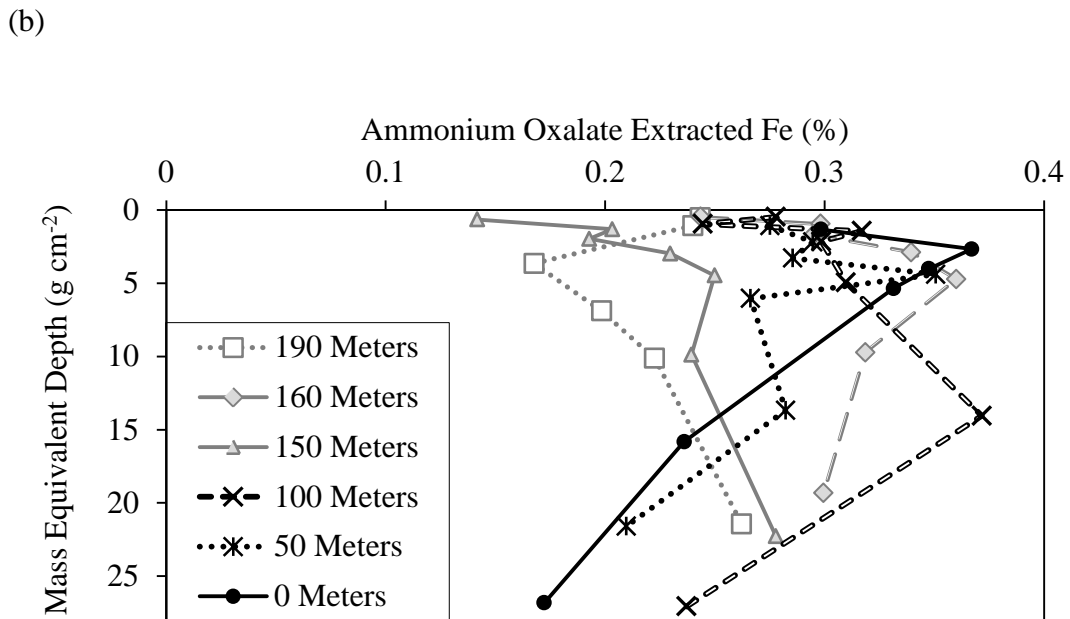 (b)
Ammonium Oxalate Extracted Fe (%)
0 0.1 0.2 0.3 0.4
Mass Equivalent Depth (g cm⁻²)
0
5
10
15
20
25
190 Meters
160 Meters
150 Meters
100 Meters
50 Meters
0 Meters